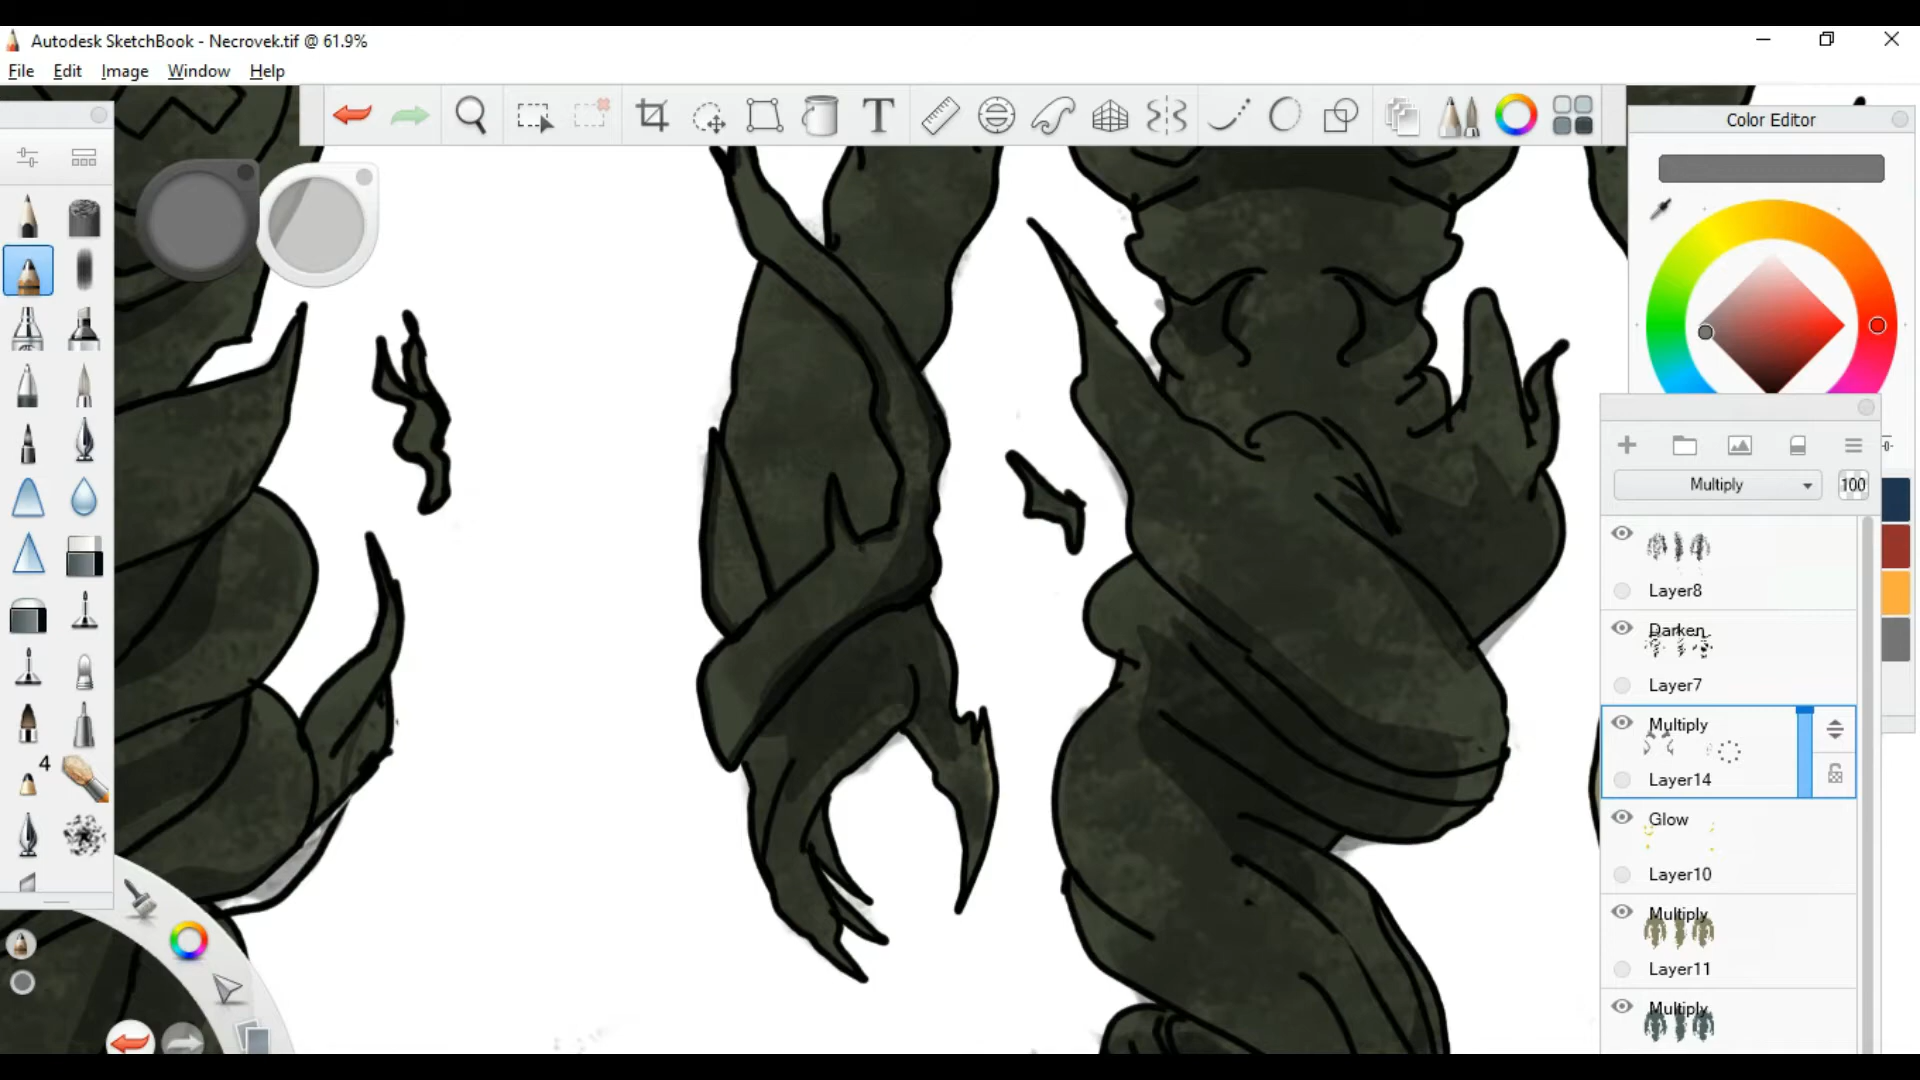 Autodesk SketchBook - Necrovek.tif @ 61.9%
File Edit Image Window Help
T
Color Editor
Multiply 100
Layer8
Darken
Layer7
Multiply
Layer14
Glow
Layer10
Multiply
Layer11
Multiply
4